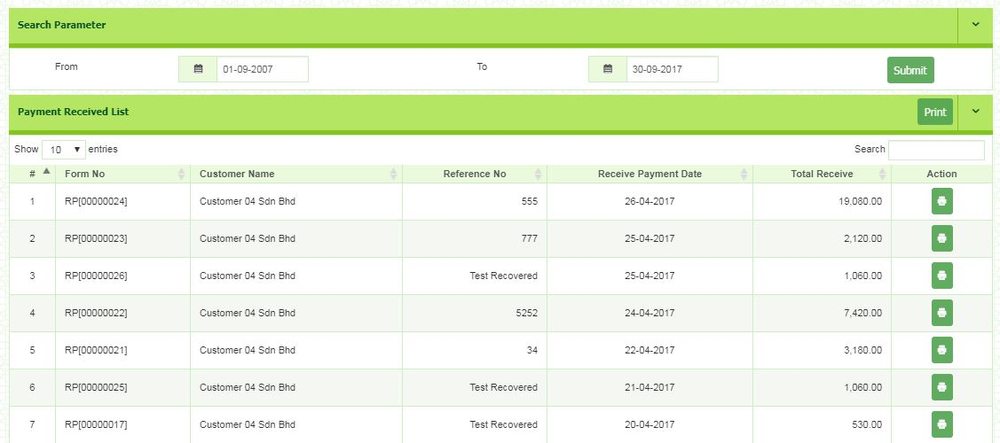 Search Parameter
From 01-09-2007 To 30-09-2017 Submit
Payment Received List Print
Show 10 entries Search
# Form No Customer Name Reference No Receive Payment Date Total Receive Action
1 RP[00000024] Customer 04 Sdn Bhd 555 26-04-2017 19,080.00
2 RP[00000023] Customer 04 Sdn Bhd 777 25-04-2017 2,120.00
3 RP[00000026] Customer 04 Sdn Bhd Test Recovered 25-04-2017 1,060.00
4 RP[00000022] Customer 04 Sdn Bhd 5252 24-04-2017 7,420.00
5 RP[00000021] Customer 04 Sdn Bhd 34 22-04-2017 3,180.00
6 RP[00000025] Customer 04 Sdn Bhd Test Recovered 21-04-2017 1,060.00
7 RP[00000017] Customer 04 Sdn Bhd Test Recovered 20-04-2017 530.00